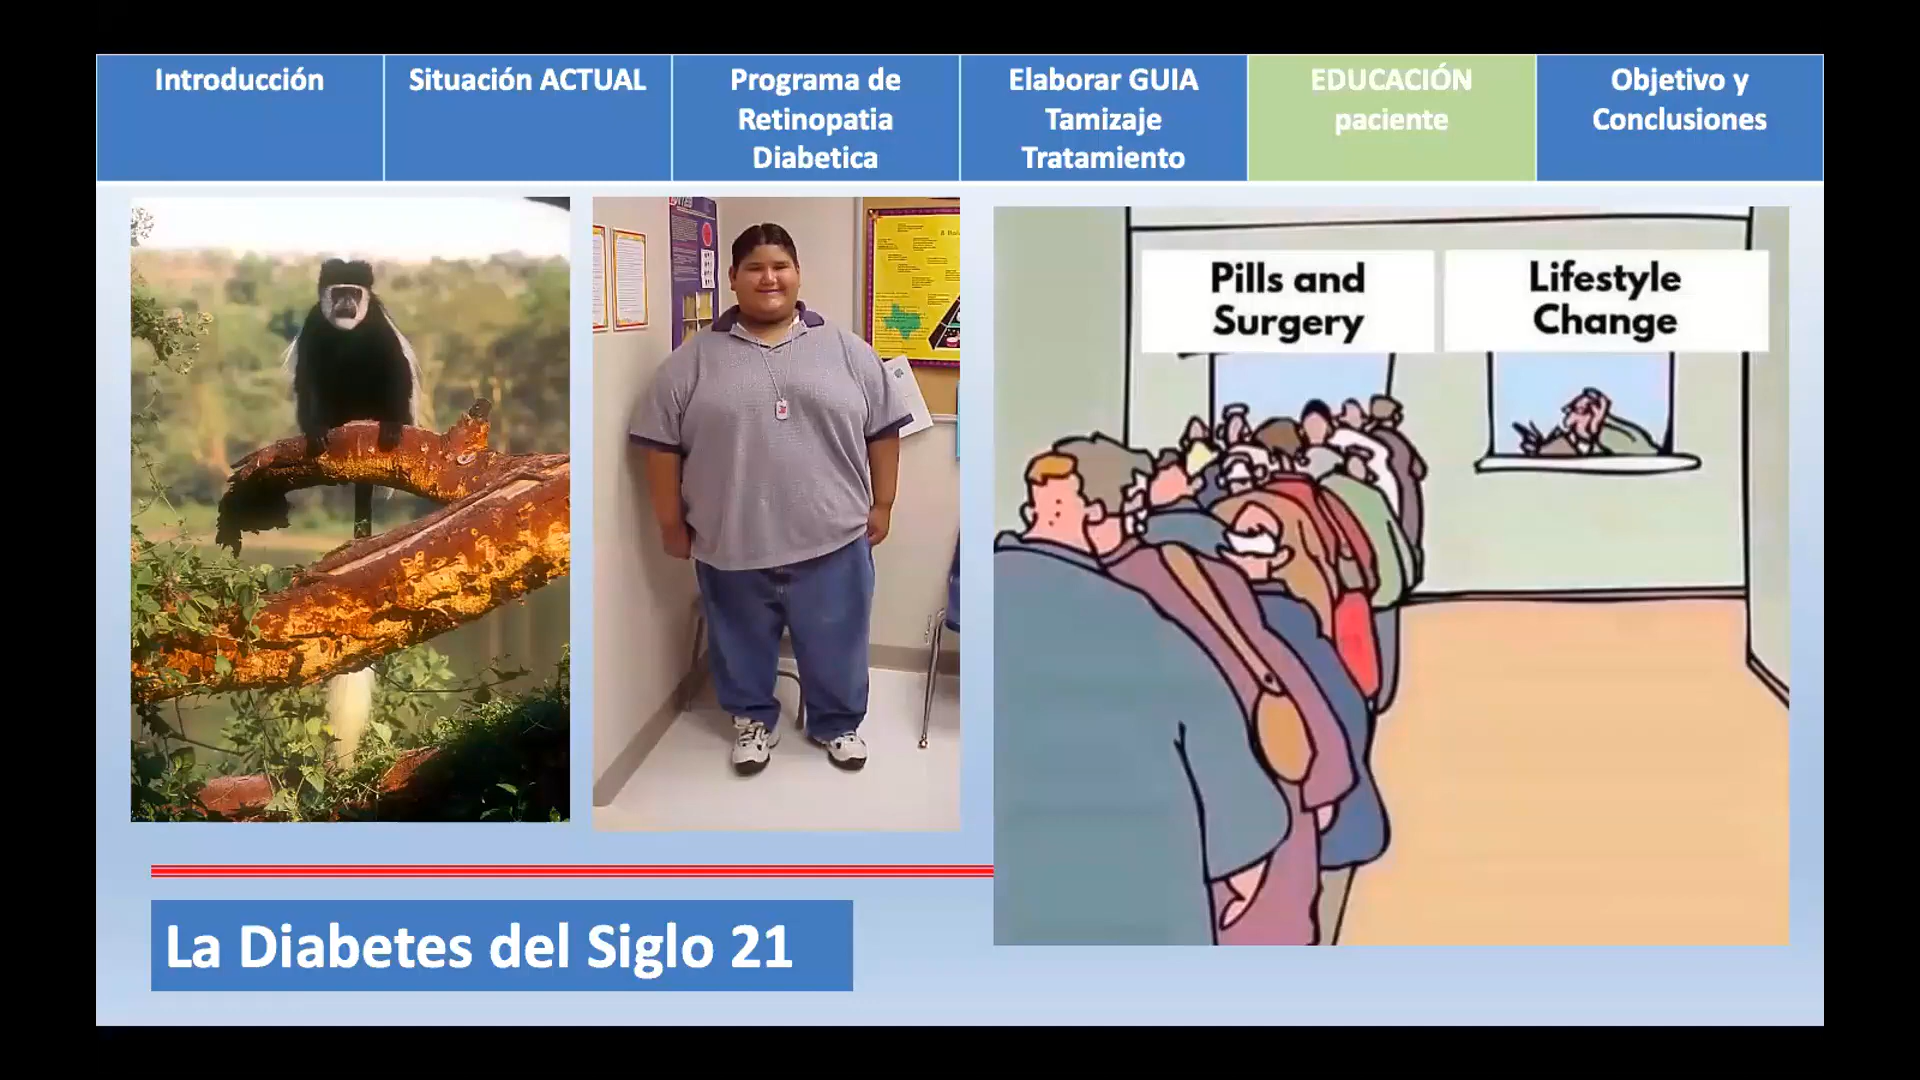 Introducción
Situación ACTUAL
Programa de
Retinopatia
Diabetica
Elaborar GUIA
Tamizaje
Tratamiento
EDUCACIÓN
paciente
Objetivo y
Conclusiones
Pills and
Surgery
Lifestyle
Change
La Diabetes del Siglo 21